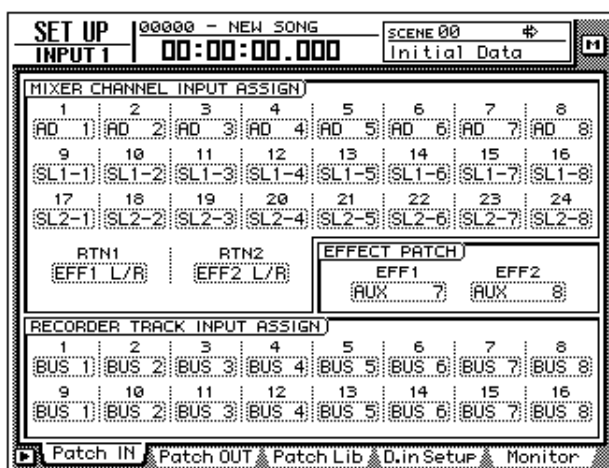 SET UP 00000 - NEW SONG SCENE 00
INPUT 1 00:00:00.000 Initial Data M
MIXER CHANNEL INPUT ASSIGN
1 2 3 4 5 6 7 8
AD 1 AD 2 AD 3 AD 4 AD 5 AD 6 AD 7 AD 8
9 10 11 12 13 14 15 16
SL1-1 SL1-2 SL1-3 SL1-4 SL1-5 SL1-6 SL1-7 SL1-8
17 18 19 20 21 22 23 24
SL2-1 SL2-2 SL2-3 SL2-4 SL2-5 SL2-6 SL2-7 SL2-8
RTN1 RTN2
EFF1 L/R EFF2 L/R
EFFECT PATCH
EFF1 EFF2
AUX 7 AUX 8
RECORDER TRACK INPUT ASSIGN
1 2 3 4 5 6 7 8
BUS 1 BUS 2 BUS 3 BUS 4 BUS 5 BUS 6 BUS 7 BUS 8
9 10 11 12 13 14 15 16
BUS 1 BUS 2 BUS 3 BUS 4 BUS 5 BUS 6 BUS 7 BUS 8
Patch IN Patch OUT Patch Lib D.in Setup Monitor